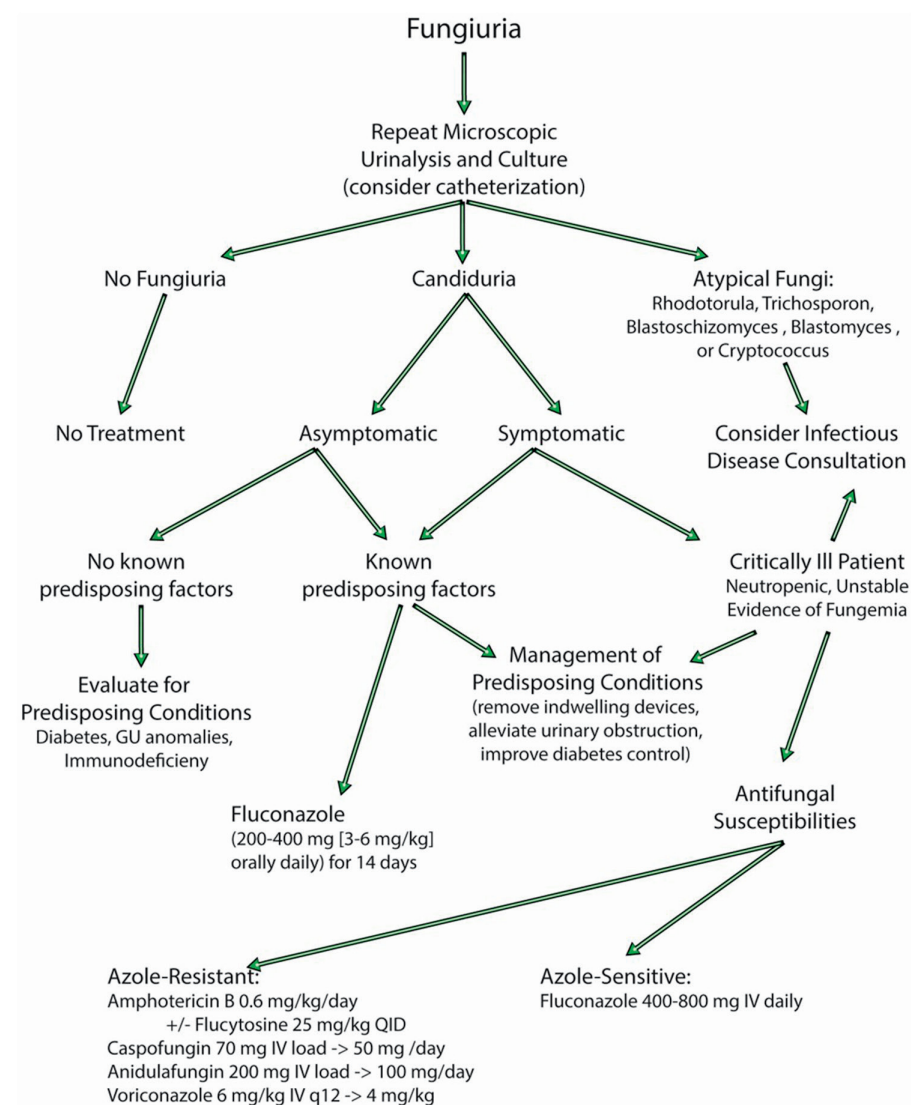 Fungiuria
Repeat Microscopic
Urinalysis and Culture
(consider catheterization)
No Fungiuria
Candiduria
Atypical Fungi:
Rhodotorula, Trichosporon,
Blastoschizomyces , Blastomyces ,
or Cryptococcus
No Treatment
Asymptomatic
Symptomatic
Consider Infectious
Disease Consultation
No known
predisposing factors
Known
predisposing factors
Critically Ill Patient
Neutropenic, Unstable
Evidence of Fungemia
Evaluate for
Predisposing Conditions
Diabetes, GU anomalies,
Immunodeficieny
Management of
Predisposing Conditions
(remove indwelling devices,
alleviate urinary obstruction,
improve diabetes control)
Fluconazole
(200-400 mg [3-6 mg/kg]
orally daily) for 14 days
Antifungal
Susceptibilities
Azole-Resistant:
Amphotericin B 0.6 mg/kg/day
+/- Flucytosine 25 mg/kg QID
Caspofungin 70 mg IV load -> 50 mg /day
Anidulafungin 200 mg IV load -> 100 mg/day
Voriconazole 6 mg/kg IV q12 -> 4 mg/kg
Azole-Sensitive:
Fluconazole 400-800 mg IV daily